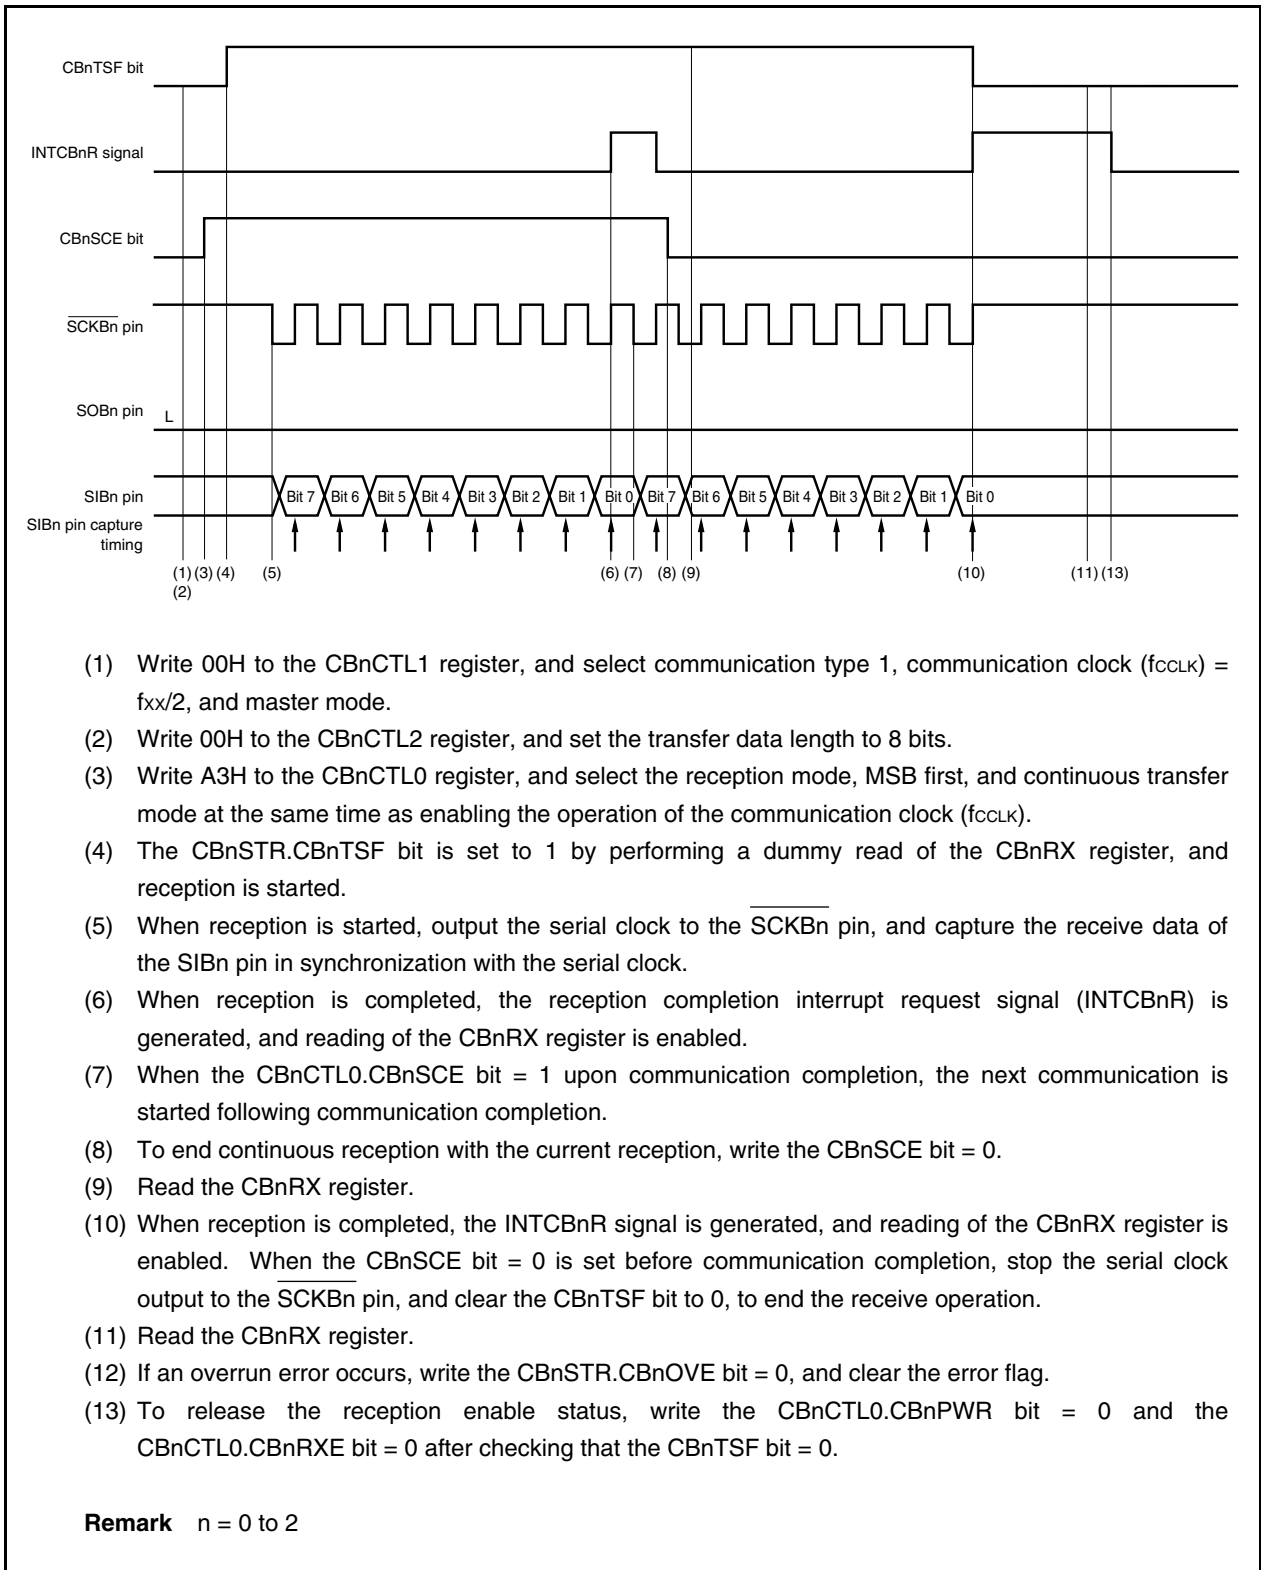 CBnTSF bit
INTCBnR signal
CBnSCE bit
SCKBn pin
SOBn pin L
SIBn pin Bit 7 Bit 6 Bit 5 Bit 4 Bit 3 Bit 2 Bit 1 Bit 0 Bit 7 Bit 6 Bit 5 Bit 4 Bit 3 Bit 2 Bit 1 Bit 0
SIBn pin capture
timing
(1) (3) (4) (5) (6) (7) (8) (9) (10) (11) (13)
(2)
(1) Write 00H to the CBnCTL1 register, and select communication type 1, communication clock (fCCLK) =
fxx/2, and master mode.
(2) Write 00H to the CBnCTL2 register, and set the transfer data length to 8 bits.
(3) Write A3H to the CBnCTL0 register, and select the reception mode, MSB first, and continuous transfer
mode at the same time as enabling the operation of the communication clock (fCCLK).
(4) The CBnSTR.CBnTSF bit is set to 1 by performing a dummy read of the CBnRX register, and
reception is started.
(5) When reception is started, output the serial clock to the SCKBn pin, and capture the receive data of
the SIBn pin in synchronization with the serial clock.
(6) When reception is completed, the reception completion interrupt request signal (INTCBnR) is
generated, and reading of the CBnRX register is enabled.
(7) When the CBnCTL0.CBnSCE bit = 1 upon communication completion, the next communication is
started following communication completion.
(8) To end continuous reception with the current reception, write the CBnSCE bit = 0.
(9) Read the CBnRX register.
(10) When reception is completed, the INTCBnR signal is generated, and reading of the CBnRX register is
enabled. When the CBnSCE bit = 0 is set before communication completion, stop the serial clock
output to the SCKBn pin, and clear the CBnTSF bit to 0, to end the receive operation.
(11) Read the CBnRX register.
(12) If an overrun error occurs, write the CBnSTR.CBnOVE bit = 0, and clear the error flag.
(13) To release the reception enable status, write the CBnCTL0.CBnPWR bit = 0 and the
CBnCTL0.CBnRXE bit = 0 after checking that the CBnTSF bit = 0.
Remark n = 0 to 2